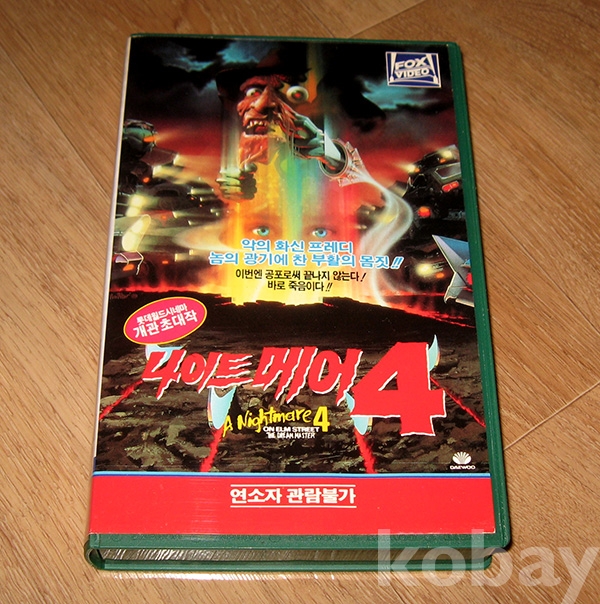 FOX
VIDEO
악의 화신 프레디
놈의 광기에 찬 부활의 몸짓!!
이번엔 공포로써 끝나지 않는다!
바로 죽음이다!!
롯데월드시네마
개관초대작
나이트 메어 4
A Nightmare 4
ON ELM STREET
THE DREAM MASTER
DAEWOO
연소자 관람불가
kobay